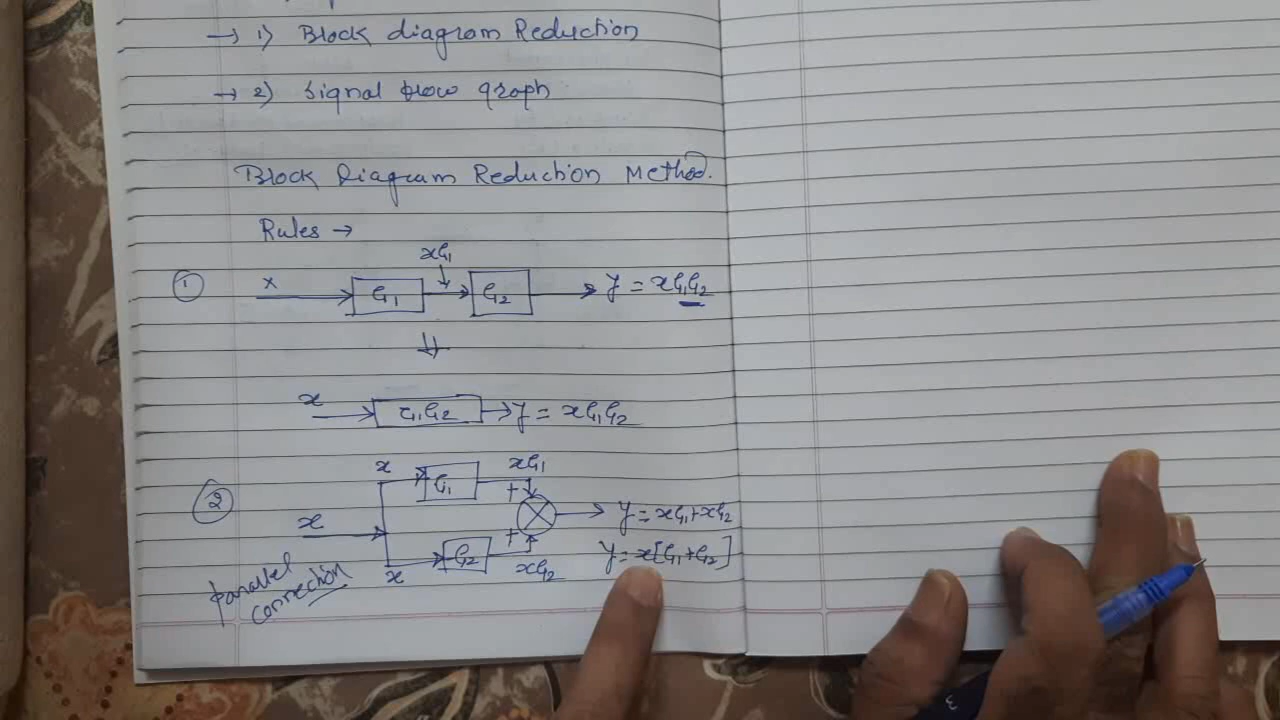 → 1) Block diagram Reduction
→ 2) Signal flow graph
Block Diagram Reduction Method.
Rules →
xG1
① x G1 G2 y = xG1G2
⇓
x G1G2 y = xG1G2
② x G1 xG1
+
x y = xG1+xG2
+
x G2 xG2 y = x[G1+G2]
parallel
connection
3